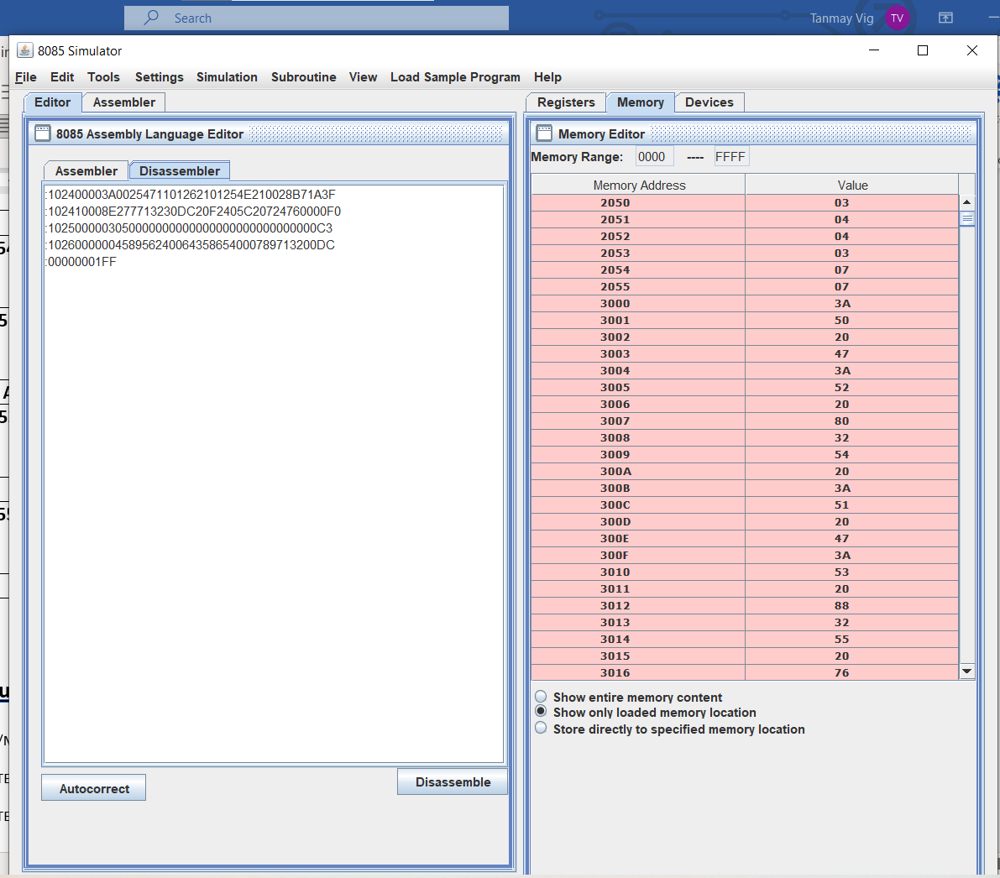 Search
Tanmay Vig
TV
8085 Simulator
File Edit Tools Settings Simulation Subroutine View Load Sample Program Help
Editor Assembler
8085 Assembly Language Editor
Assembler Disassembler
:102400003A0025471101262101254E210028B71A3F
:102410008E277713230DC20F2405C20724760000F0
:10250000030500000000000000000000000000C3
:102600000045895624006435865400078971320​0DC
:00000001FF
Autocorrect
Disassemble
Registers Memory Devices
Memory Editor
Memory Range: 0000 ---- FFFF
Memory Address Value
2050 03
2051 04
2052 04
2053 03
2054 07
2055 07
3000 3A
3001 50
3002 20
3003 47
3004 3A
3005 52
3006 20
3007 80
3008 32
3009 54
300A 20
300B 3A
300C 51
300D 20
300E 47
300F 3A
3010 53
3011 20
3012 88
3013 32
3014 55
3015 20
3016 76
Show entire memory content
Show only loaded memory location
Store directly to specified memory location